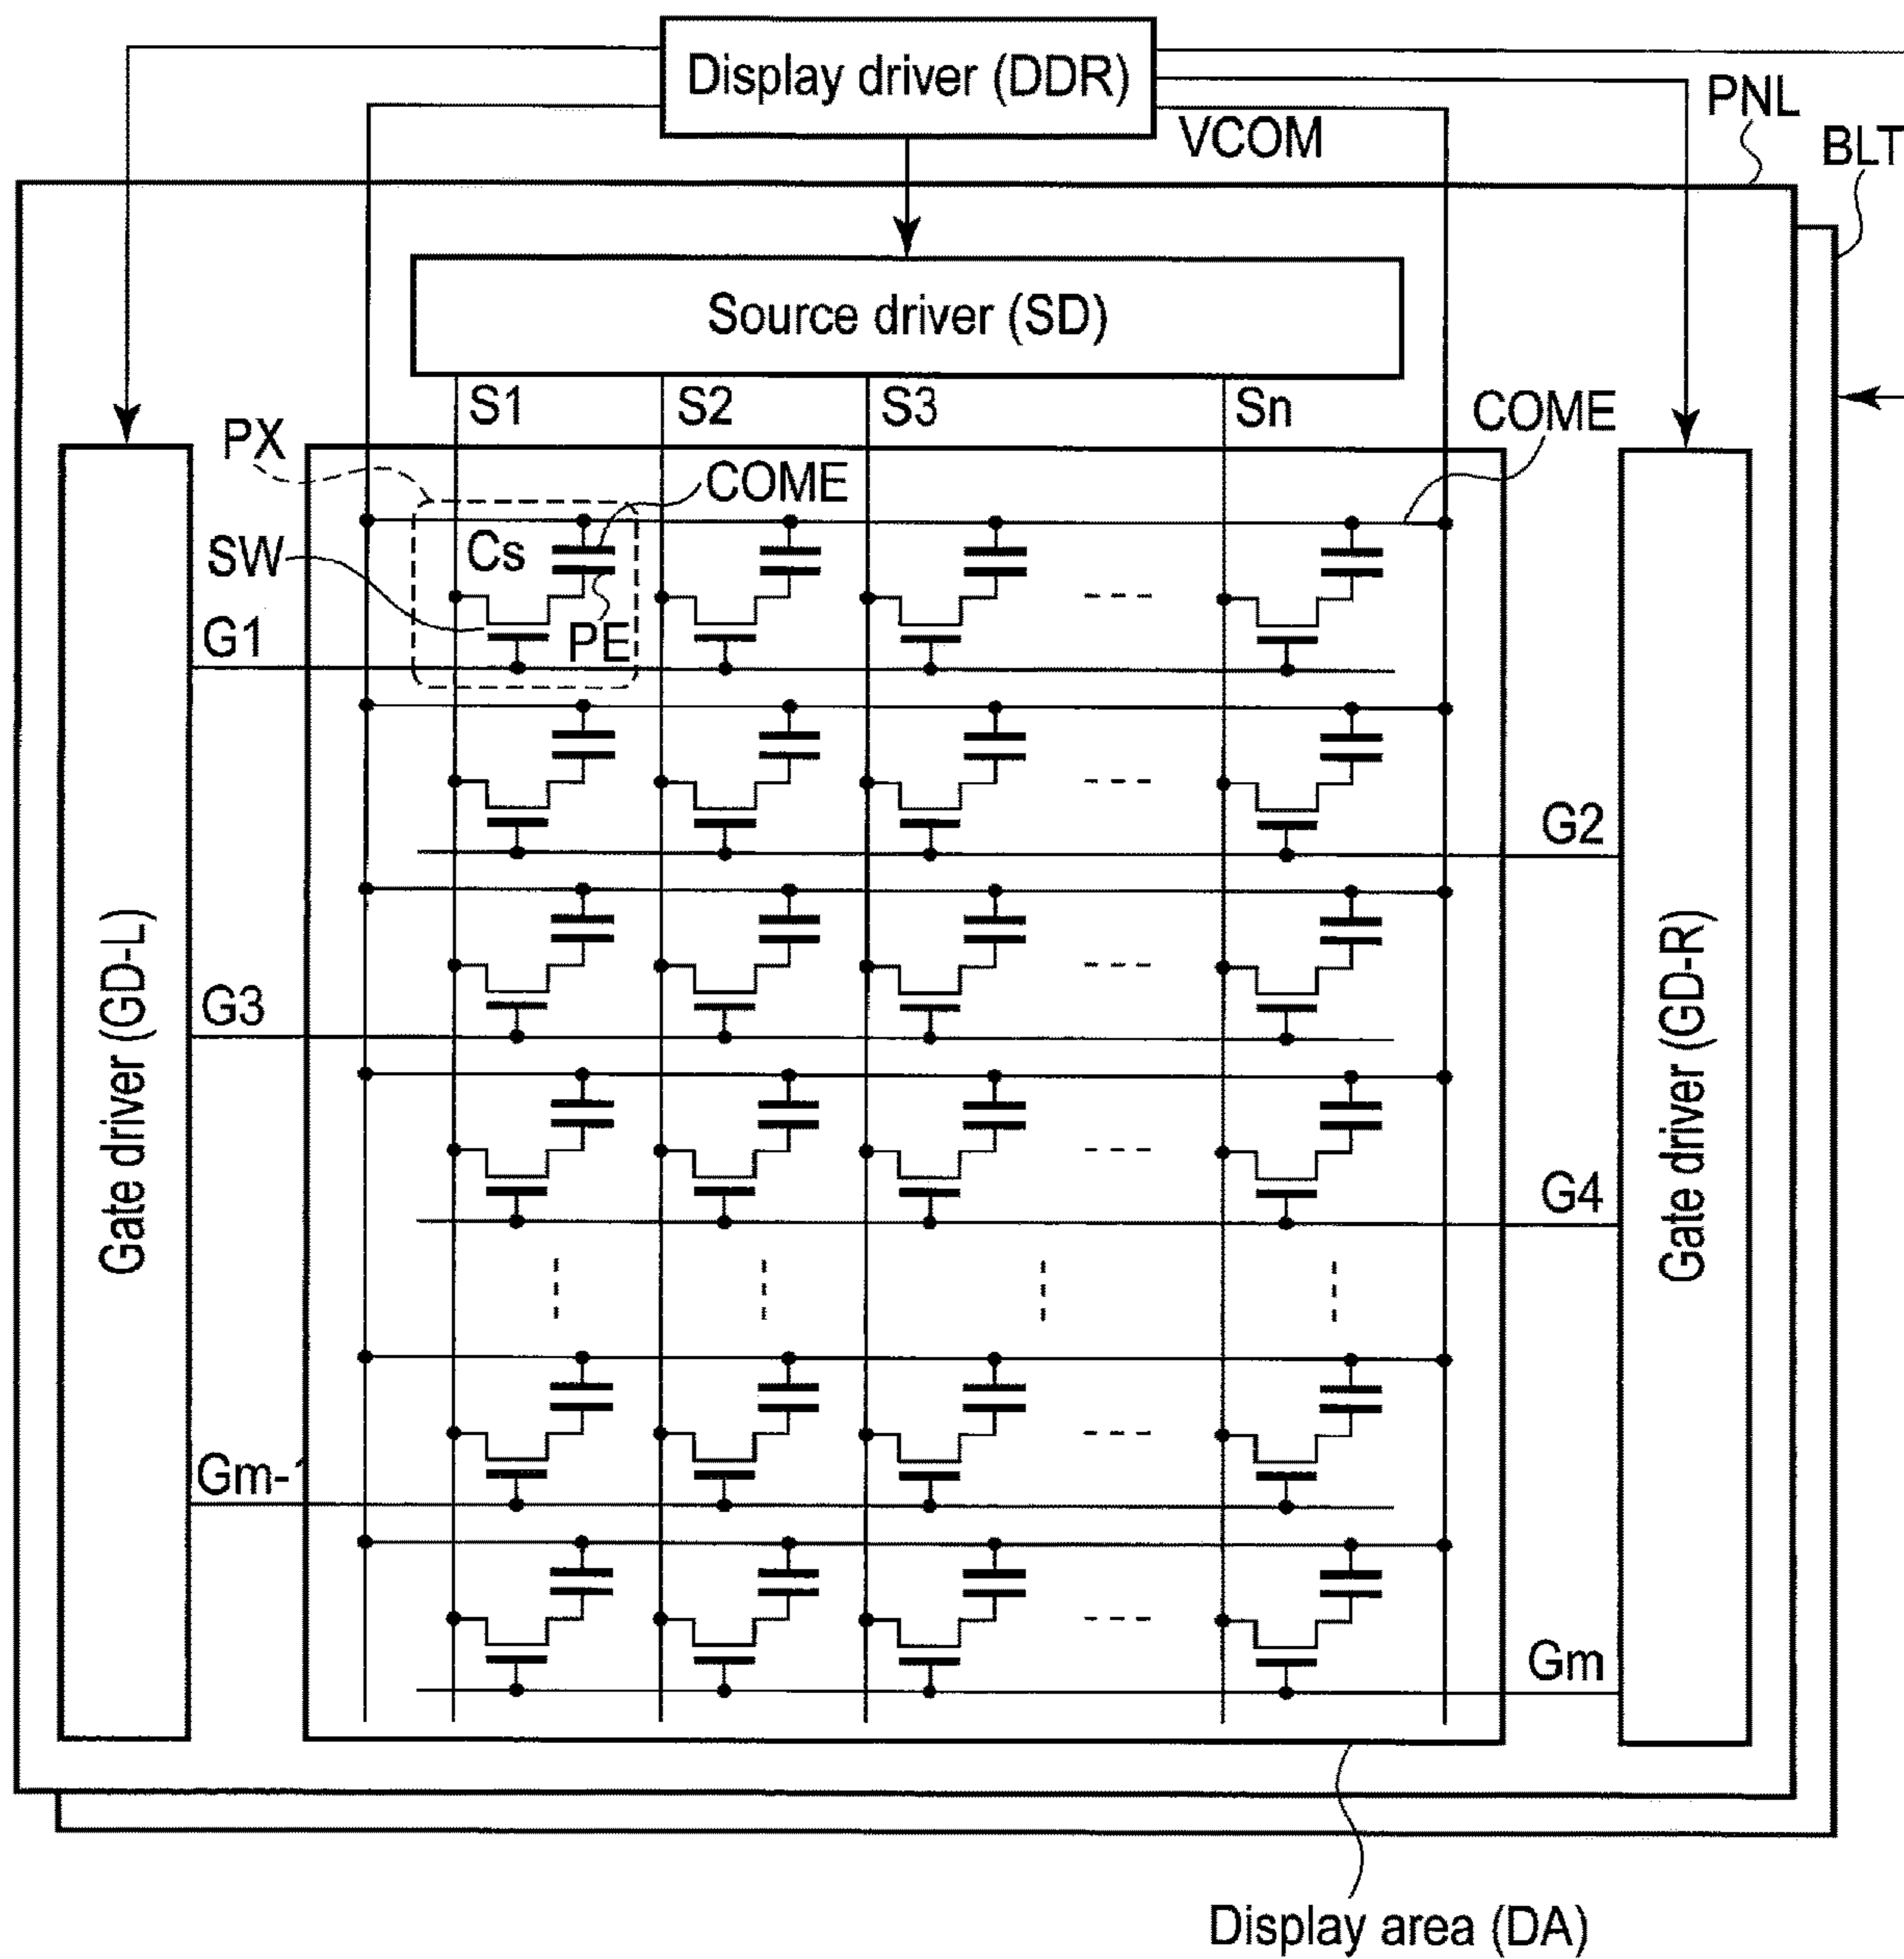 Display driver (DDR)
PNL
VCOM
BLT
Source driver (SD)
S1
S2
S3
Sn
COME
PX
COME
Cs
SW
PE
G1
G2
Gate driver (GD-L)
Gate driver (GD-R)
G3
G4
Gm-1
Gm
Display area (DA)